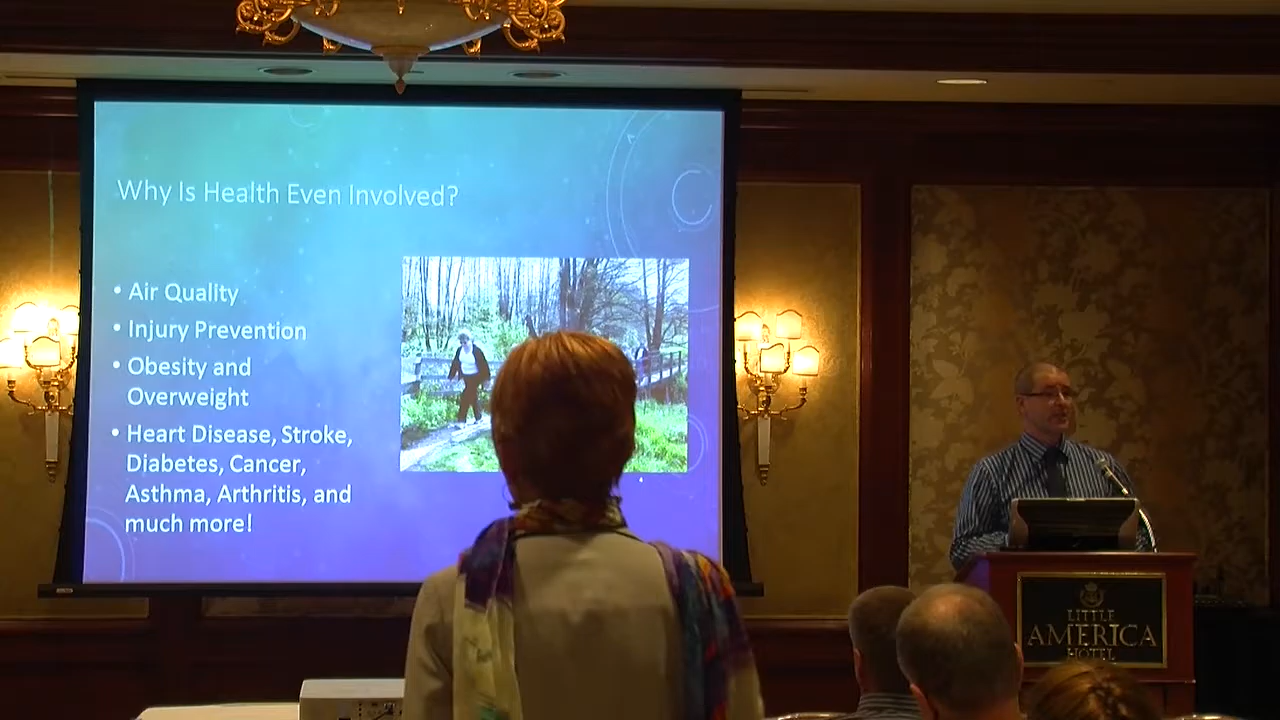 Why Is Health Even Involved?
• Air Quality
• Injury Prevention
• Obesity and
Overweight
• Heart Disease, Stroke,
Diabetes, Cancer,
Asthma, Arthritis, and
much more!
LITTLE
AMERICA
HOTEL